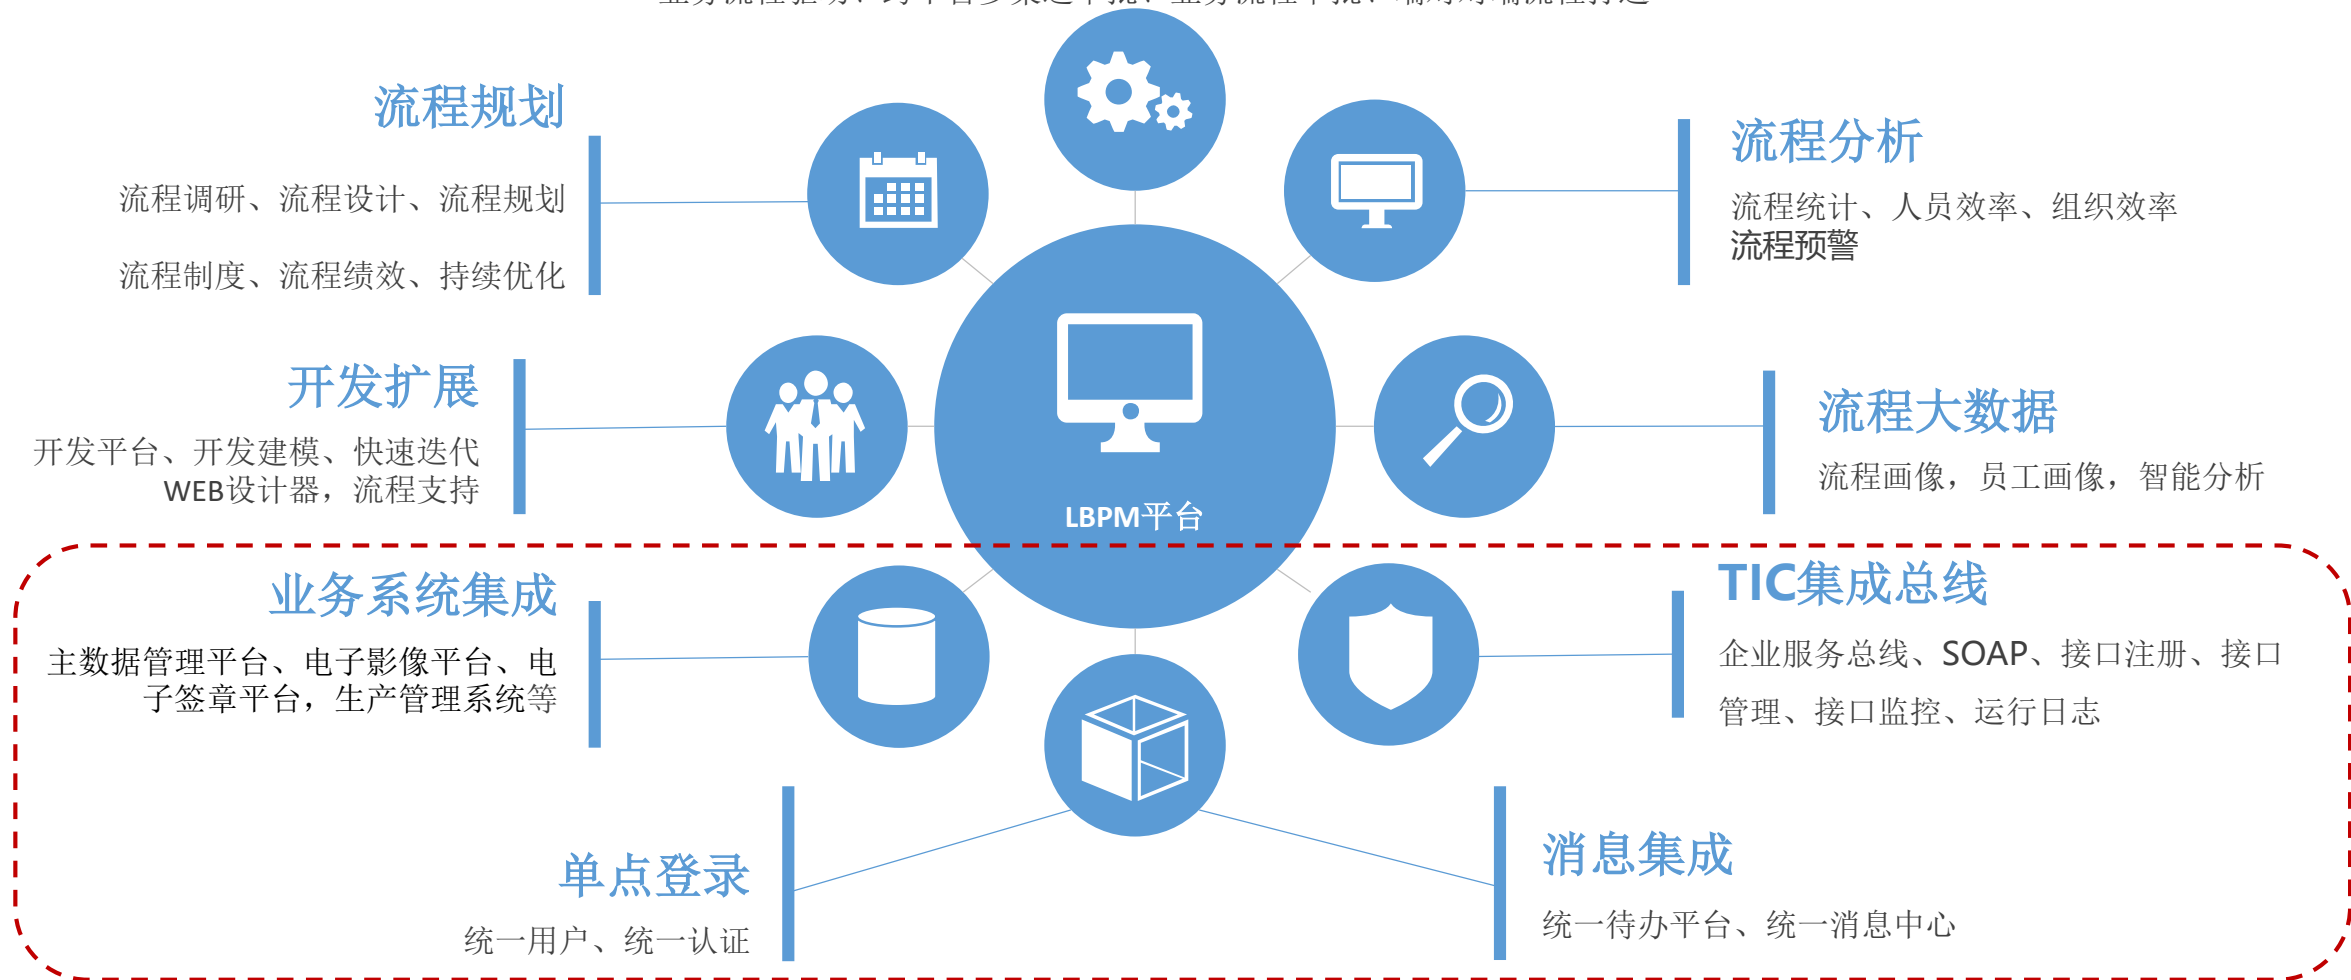 流程规划
流程调研、流程设计、流程规划
流程制度、流程绩效、持续优化
流程分析
流程统计、人员效率、组织效率
流程预警
开发扩展
开发平台、开发建模、快速迭代
WEB设计器，流程支持
流程大数据
流程画像，员工画像，智能分析
LBPM平台
业务系统集成
主数据管理平台、电子影像平台、电
子签章平台，生产管理系统等
TIC集成总线
企业服务总线、SOAP、接口注册、接口
管理、接口监控、运行日志
单点登录
统一用户、统一认证
消息集成
统一待办平台、统一消息中心